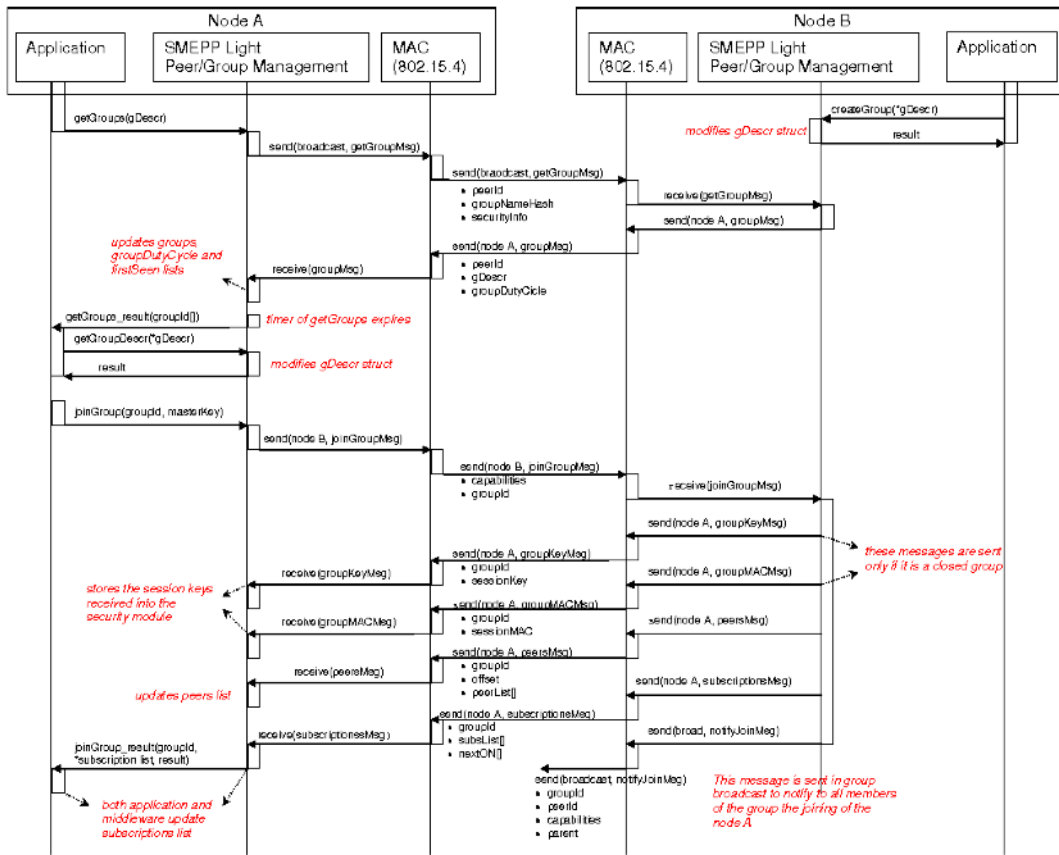 Node A
Node B
Application
SMEPP Light
Peer/Group Management
MAC
(802.15.4)
MAC
(802.15.4)
SMEPP Light
Peer/Group Management
Application
getGroups(gDescr)
createGroup(*gDescr)
modifies gDescr struct
result
send(broadcast, getGroupMsg)
send(braodcast, getGroupMsg)
• peerId
• groupNameHash
• securityInfo
receive(getGroupMsg)
send(node A, groupMsg)
updates groups,
groupDutyCycle and
firstSeen lists
send(node A, groupMsg)
• peerId
• gDescr
• groupDutyCicle
receive(groupMsg)
getGroups_result(groupId[])
timer of getGroups expires
getGroupDescr(*gDescr)
modifies gDescr struct
result
joinGroup(groupId, masterKey)
send(node B, joinGroupMsg)
send(node B, joinGroupMsg)
• capabilities
• groupId
receive(joinGroupMsg)
send(node A, groupKeyMsg)
these messages are sent
only if it is a closed group
send(node A, groupKeyMsg)
• groupId
• sessionKey
receive(groupKeyMsg)
send(node A, groupMACMsg)
stores the session keys
received into the
security module
send(node A, groupMACMsg)
• groupId
• sessionMAC
receive(groupMACMsg)
send(node A, peersMsg)
send(node A, peersMsg)
• groupId
• offset
• peerList[]
receive(peersMsg)
updates peers list
send(node A, subscriptionsMsg)
send(node A, subscriptionsMsg)
• groupId
• subsList[]
• nextON[]
receive(subscriptionesMsg)
send(broad, notifyJoinMsg)
joinGroup_result(groupId,
*subscription list, result)
send(broadcast, notifyJoinMsg)
• groupId
• peerId
• capabilities
• parent
This message is sent in group
broadcast to notify to all members
of the group the joining of the
node A
both application and
middleware update
subscriptions list